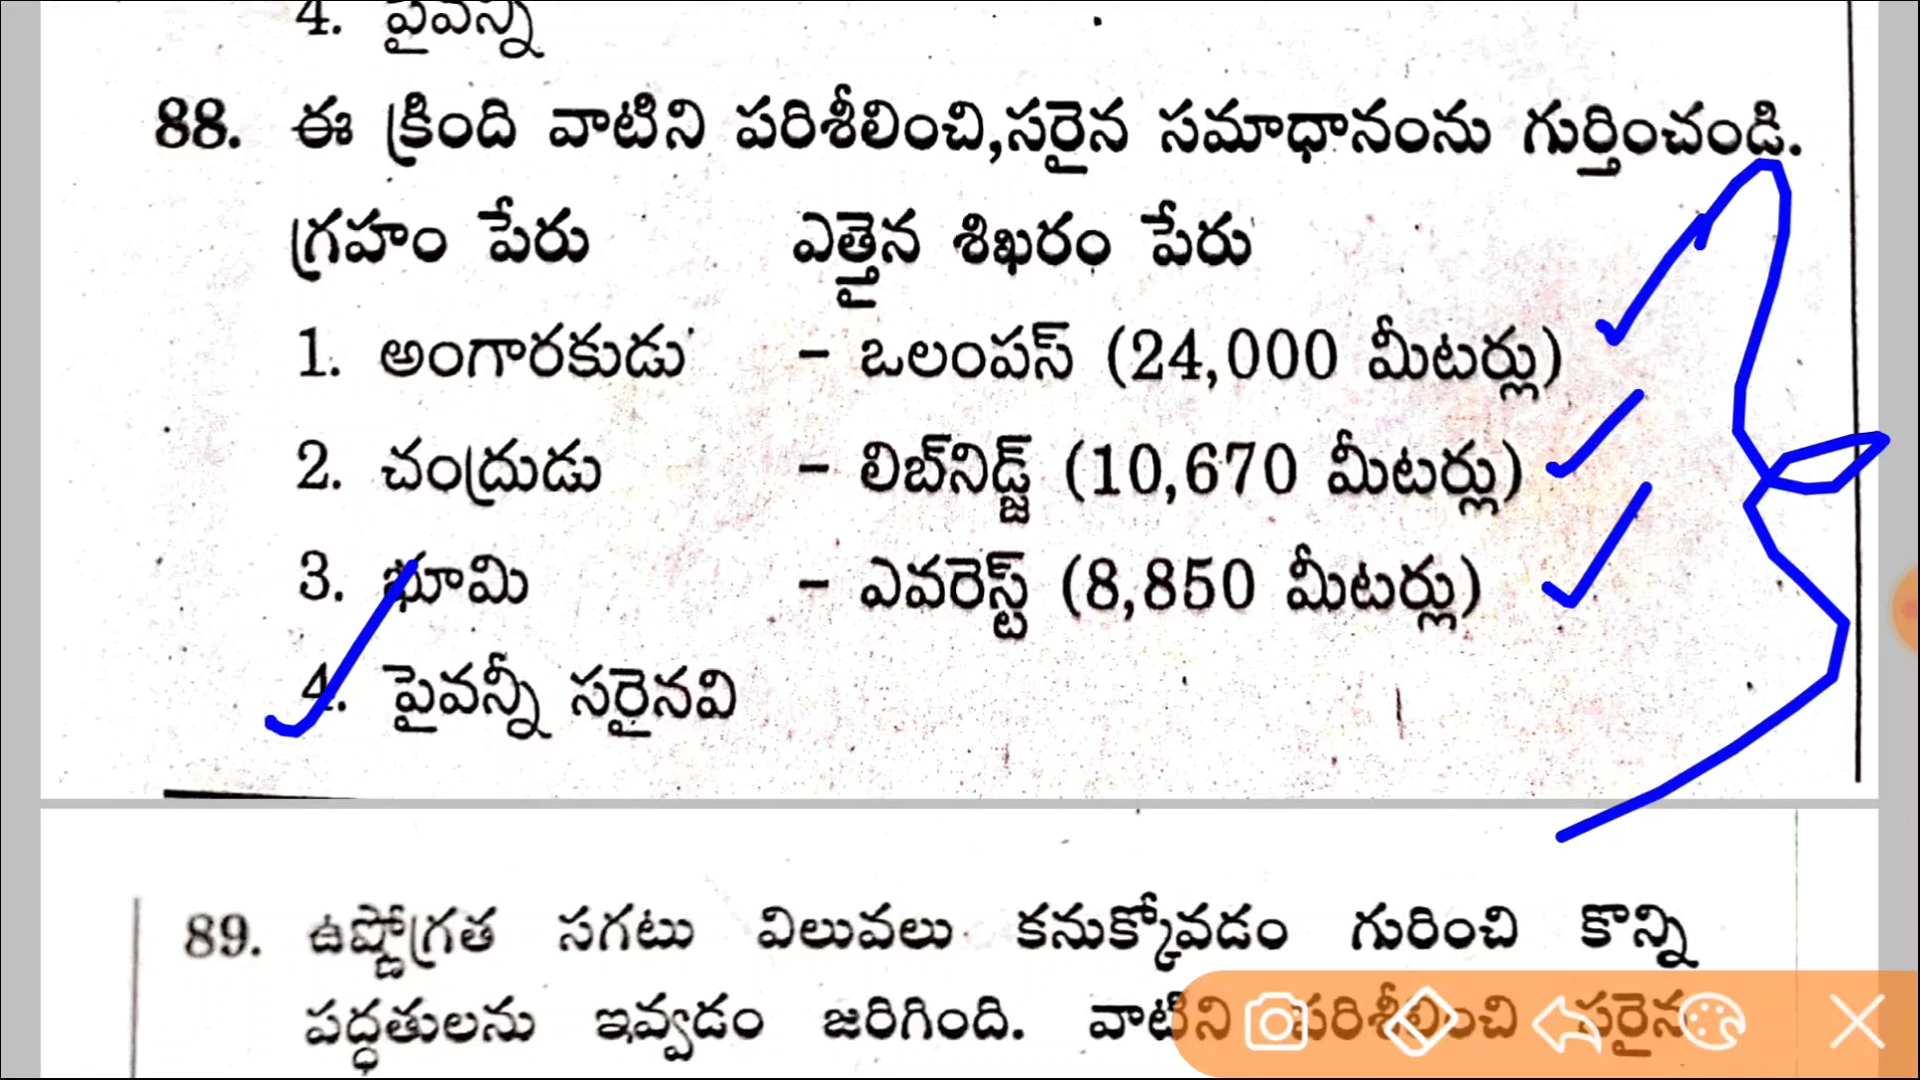 4. పైవన్నీ
88. ఈ క్రింది వాటిని పరిశీలించి,సరైన సమాధానంను గుర్తించండి.
గ్రహం పేరు ఎత్తైన శిఖరం పేరు
1. అంగారకుడు - ఒలంపస్ (24,000 మీటర్లు)
2. చంద్రుడు - లిబ్‌నిడ్జ్ (10,670 మీటర్లు)
3. భూమి - ఎవరెస్ట్ (8,850 మీటర్లు)
4. పైవన్నీ సరైనవి
89. ఉష్ణోగ్రత సగటు విలువలు కనుక్కోవడం గురించి కొన్ని
పద్ధతులను ఇవ్వడం జరిగింది. వాటిని పరిశీలించి సరైన